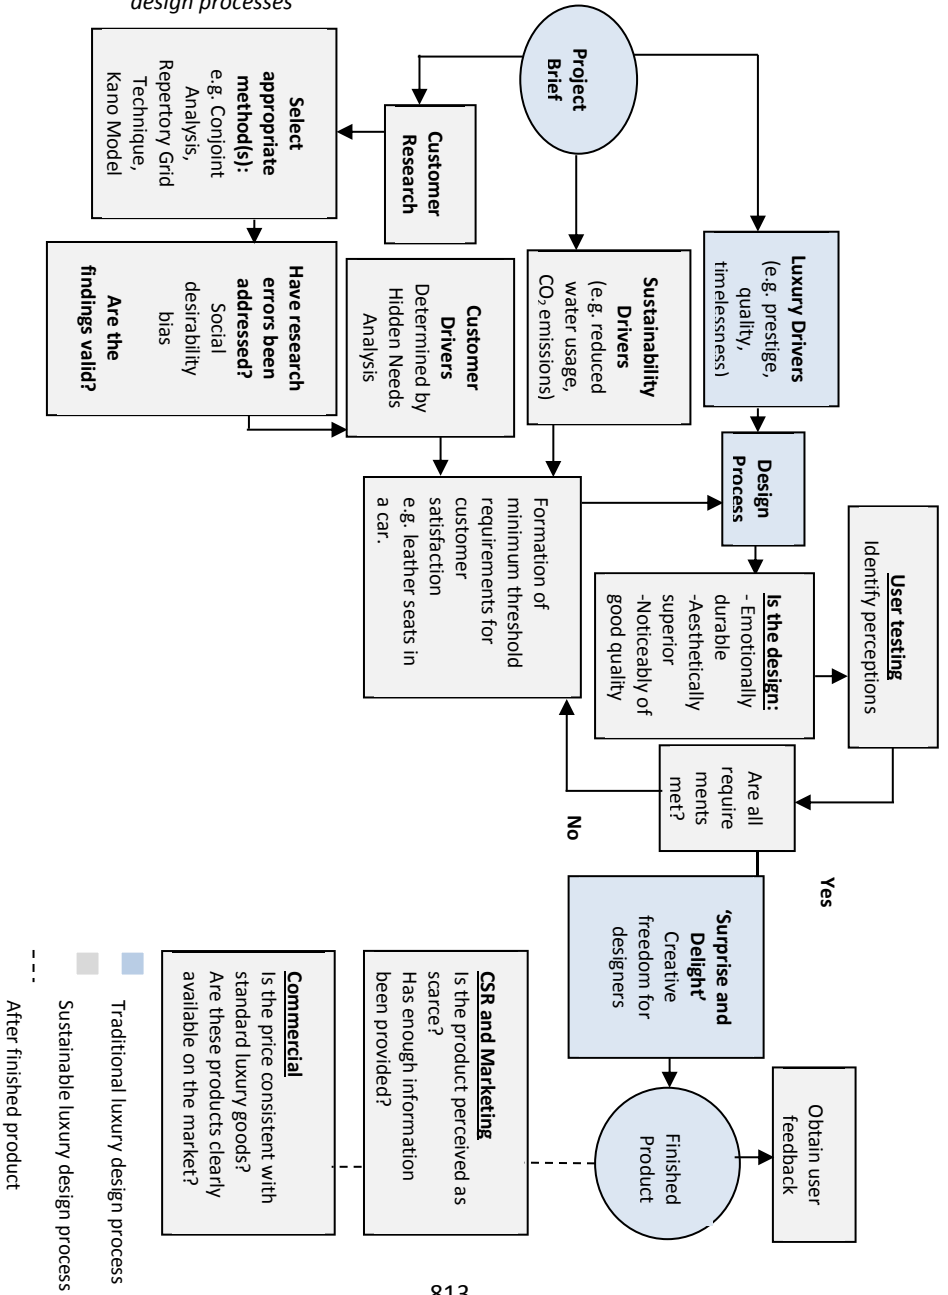 design processes
Project
Brief
Luxury Drivers
(e.g. prestige,
quality,
timelessness)
Sustainability
Drivers
(e.g. reduced
water usage,
CO, emissions)
Customer
Research
Select
appropriate
method(s):
e.g. Conjoint
Analysis,
Repertory Grid
Technique,
Kano Model
Have research
errors been
addressed?
Social
desirability
bias
Are the
findings valid?
Customer
Drivers
Determined by
Hidden Needs
Analysis
Formation of
minimum threshold
requirements for
customer
satisfaction
e.g. leather seats in
a car.
Design
Process
Is the design:
- Emotionally
durable
-Aesthetically
superior
-Noticeably of
good quality
User testing
Identify perceptions
Are all
require
ments
met?
No
Yes
‘Surprise and
Delight’
Creative
freedom for
designers
Finished
Product
Obtain user
feedback
CSR and Marketing
Is the product perceived as
scarce?
Has enough information
been provided?
Commercial
Is the price consistent with
standard luxury goods?
Are these products clearly
available on the market?
Traditional luxury design process
Sustainable luxury design process
After finished product
813